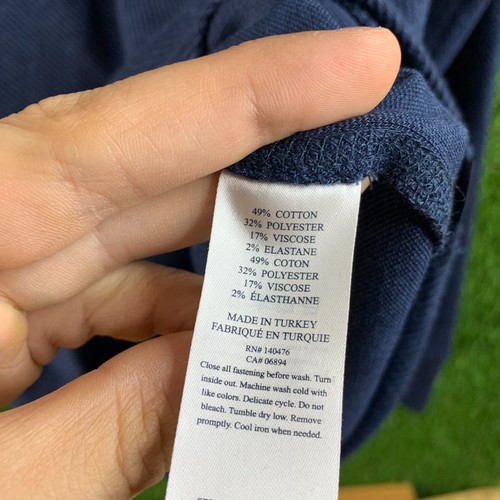 49% COTTON
32% POLYESTER
17% VISCOSE
2% ELASTANE
49% COTON
32% POLYESTER
17% VISCOSE
2% ÉLASTHANNE
MADE IN TURKEY
FABRIQUÉ EN TURQUIE
RN# 140476
CA# 06894
Close all fastening before wash. Turn
inside out. Machine wash cold with
like colors. Delicate cycle. Do not
bleach. Tumble dry low. Remove
promptly. Cool iron when needed.